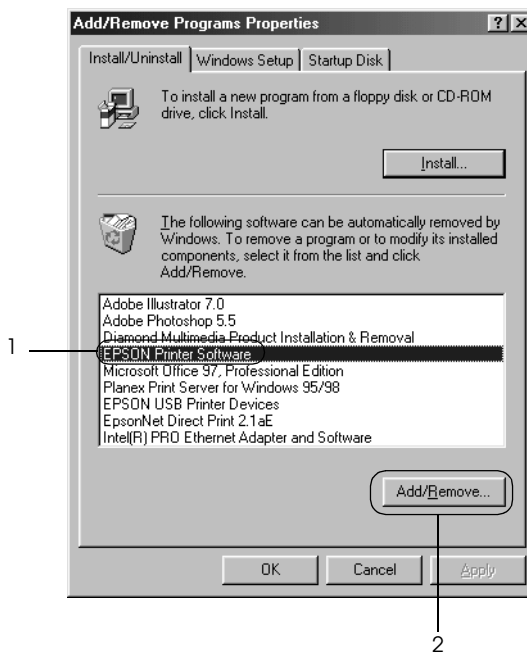 Add/Remove Programs Properties
Install/Uninstall Windows Setup Startup Disk
To install a new program from a floppy disk or CD-ROM
drive, click Install.
Install...
The following software can be automatically removed by
Windows. To remove a program or to modify its installed
components, select it from the list and click
Add/Remove.
Adobe Illustrator 7.0
Adobe Photoshop 5.5
Diamond Multimedia Product Installation & Removal
1
EPSON Printer Software
Microsoft Office 97, Professional Edition
Planex Print Server for Windows 95/98
EPSON USB Printer Devices
EpsonNet Direct Print 2.1aE
Intel(R) PRO Ethernet Adapter and Software
Add/Remove...
OK Cancel Apply
2